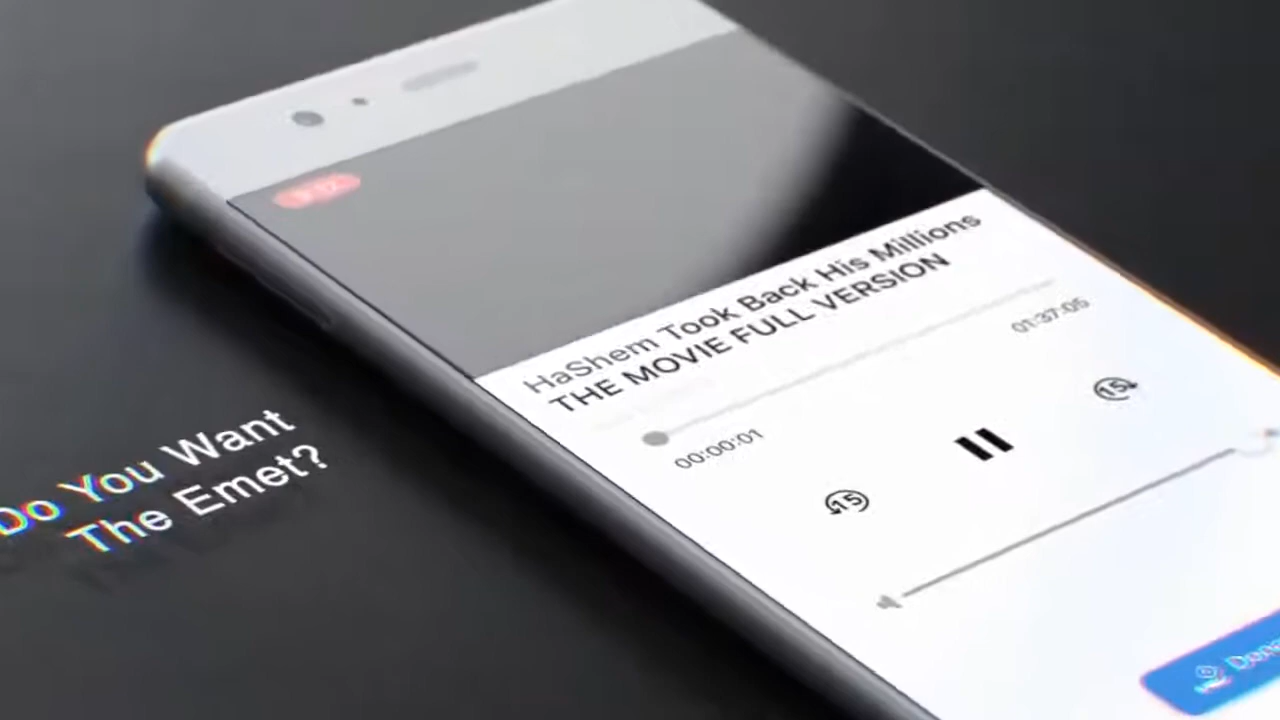 HaShem Took Back His Millions
THE MOVIE FULL VERSION
01:37:05
00:00:01
15
15
Do You Want
The Emet?